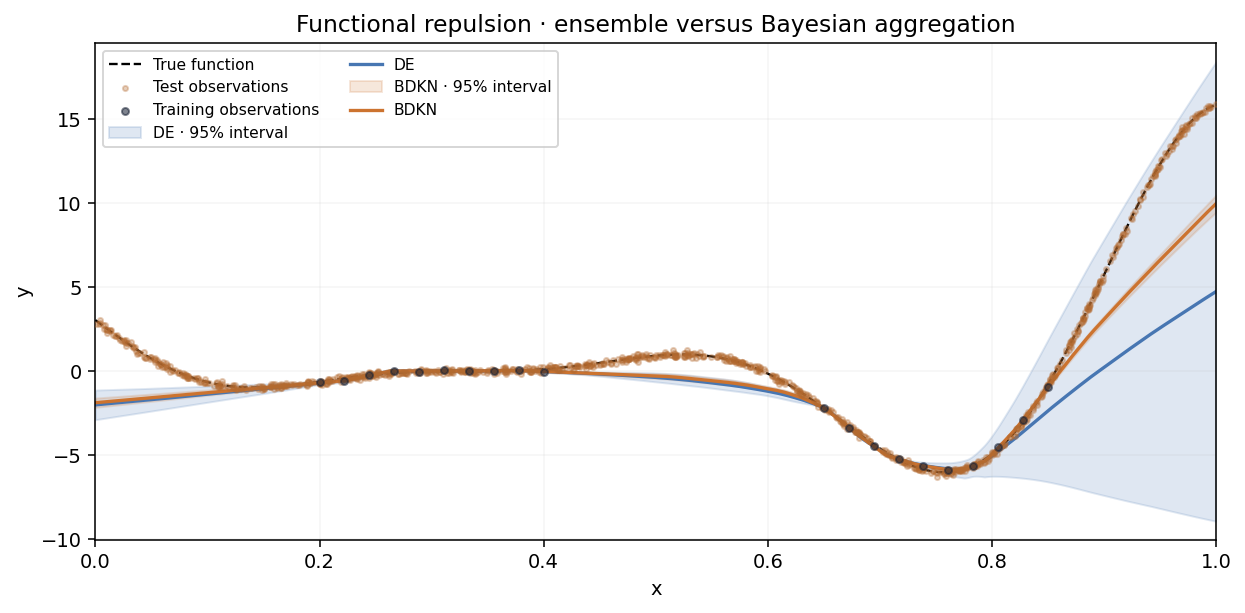 Functional repulsion · ensemble versus Bayesian aggregation
True function
Test observations
Training observations
DE · 95% interval
DE
BDKN · 95% interval
BDKN
y
15
10
5
0
−5
−10
0.0
0.2
0.4
0.6
0.8
1.0
x